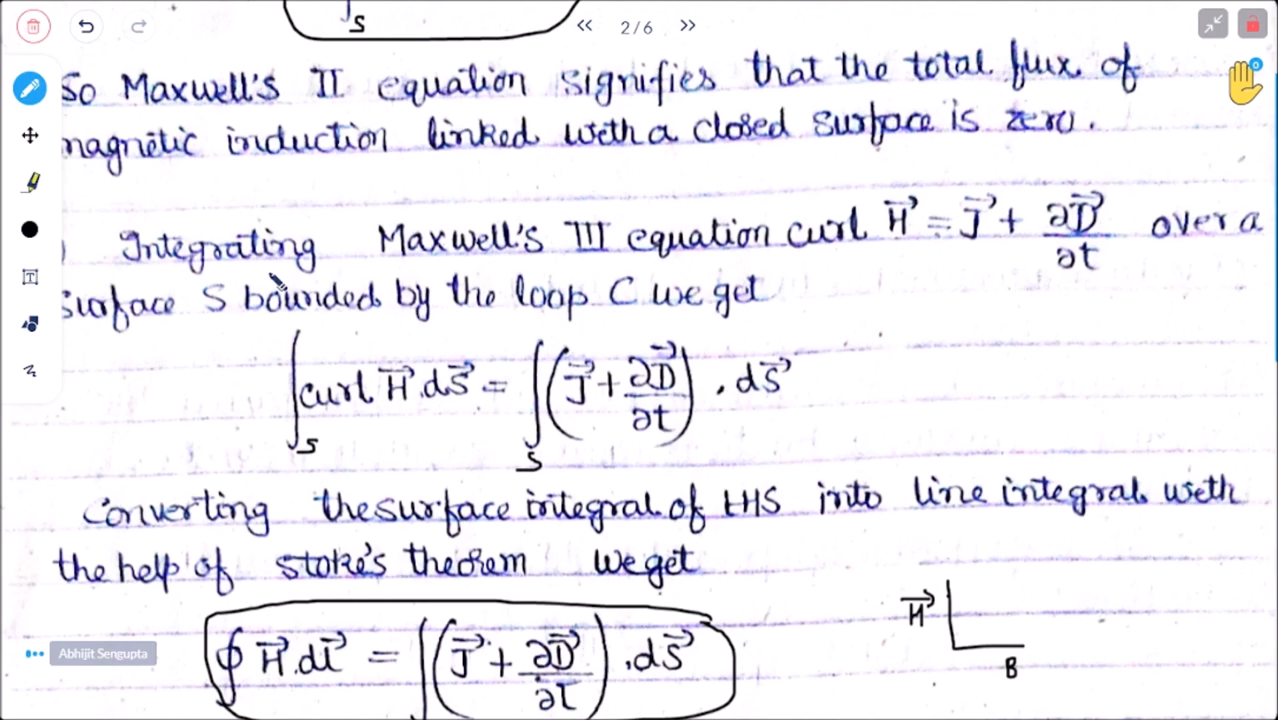 S
2/6
So Maxwell's II equation signifies that the total flux of
magnetic induction linked with a closed surface is zero.
) Integrating Maxwell's III equation curl H⃗ = J⃗ + ∂D⃗/∂t over a
surface S bounded by the loop C we get
∫_S curl H⃗.dS⃗ = ∫_S (J⃗ + ∂D⃗/∂t) . dS⃗
Converting the surface integral of LHS into line integral with
the help of stoke's theorem we get
∮ H⃗.dl⃗ = ∫(J⃗ + ∂D⃗/∂t) .dS⃗
H⃗
B
Abhijit Sengupta